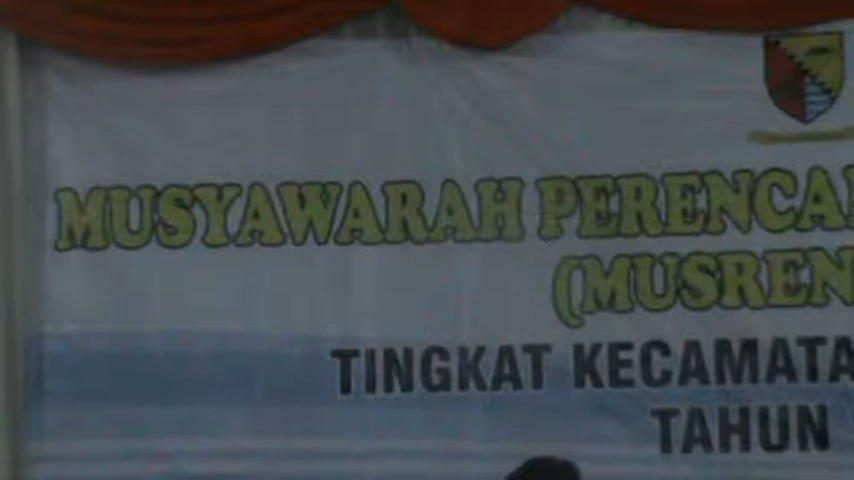 MUSYAWARAH PERENCA
(MUSREN
TINGKAT KECAMATA
TAHUN